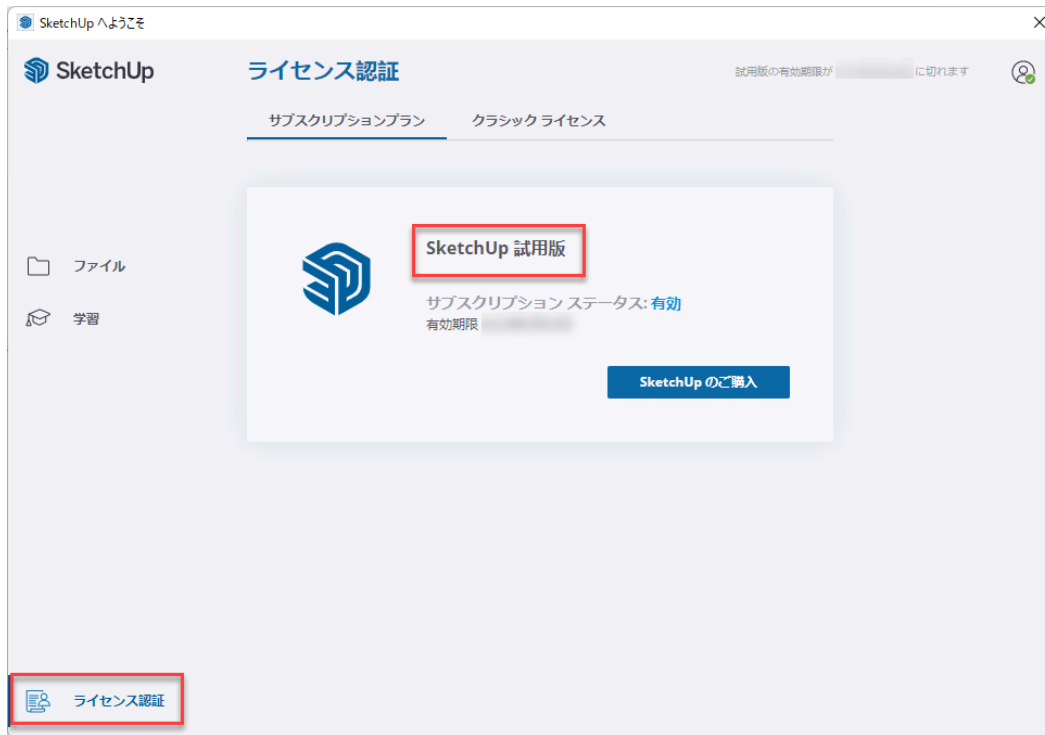 SketchUp へようこそ
SketchUp
ライセンス認証
試用版の有効期限が に切れます
サブスクリプションプラン クラシック ライセンス
SketchUp 試用版
ファイル
サブスクリプション ステータス: 有効
学習
有効期限
SketchUp のご購入
ライセンス認証